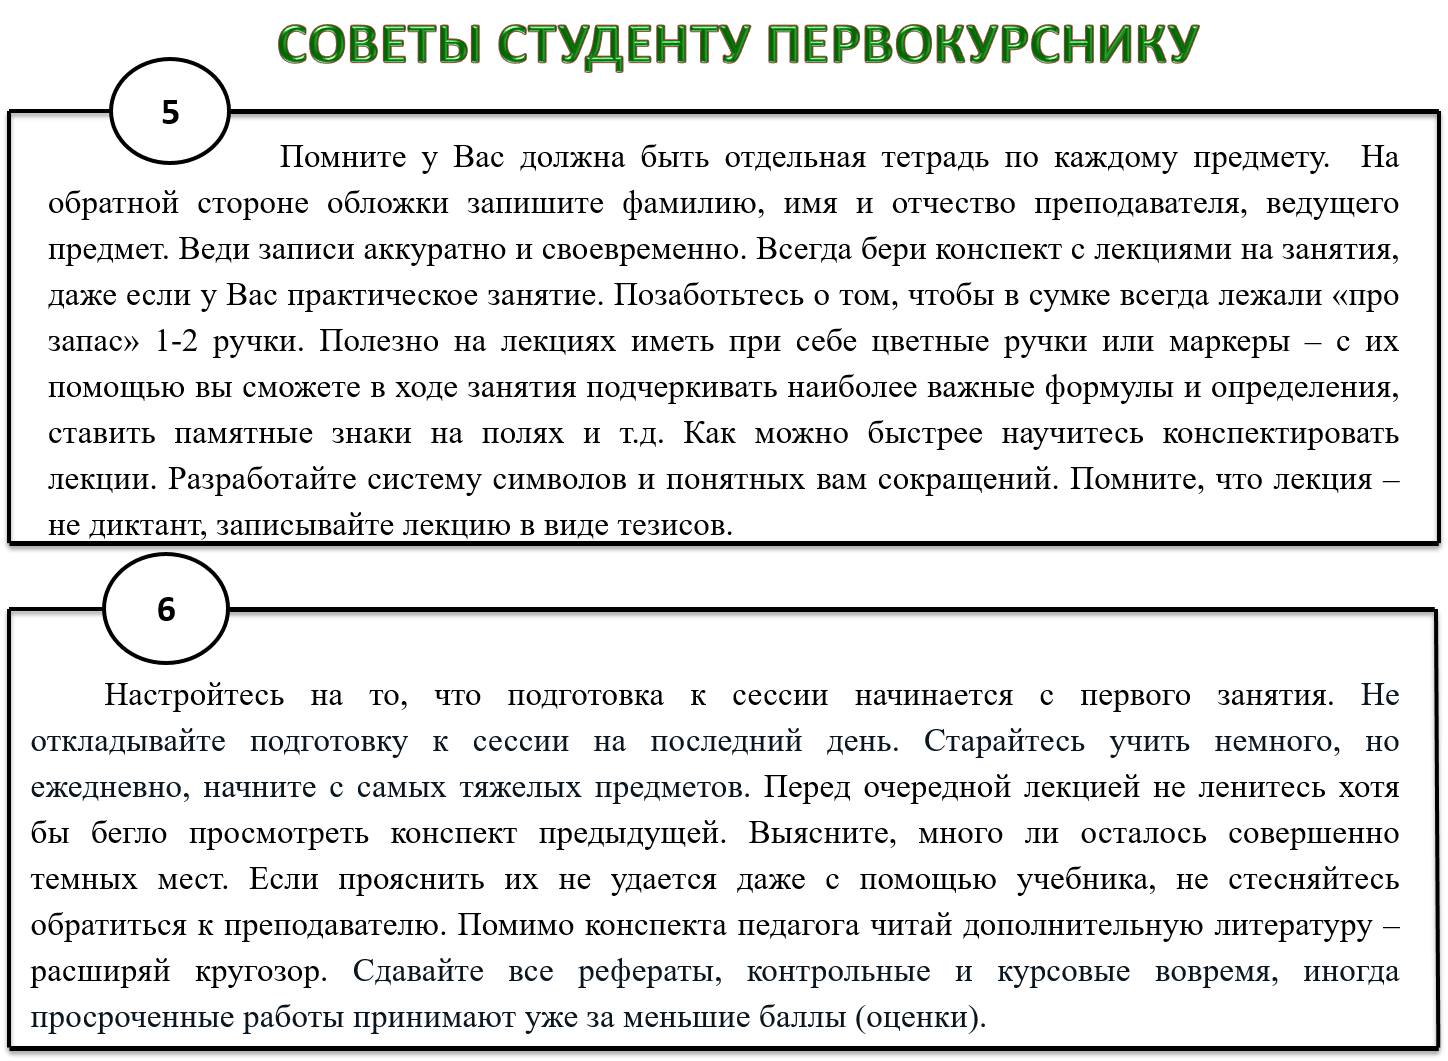 СОВЕТЫ СТУДЕНТУ ПЕРВОКУРСНИКУ
5
Помните у Вас должна быть отдельная тетрадь по каждому предмету. На
обратной стороне обложки запишите фамилию, имя и отчество преподавателя, ведущего
предмет. Веди записи аккуратно и своевременно. Всегда бери конспект с лекциями на занятия,
даже если у Вас практическое занятие. Позаботьтесь о том, чтобы в сумке всегда лежали «про
запас» 1-2 ручки. Полезно на лекциях иметь при себе цветные ручки или маркеры – с их
помощью вы сможете в ходе занятия подчеркивать наиболее важные формулы и определения,
ставить памятные знаки на полях и т.д. Как можно быстрее научитесь конспектировать
лекции. Разработайте систему символов и понятных вам сокращений. Помните, что лекция –
не диктант, записывайте лекцию в виде тезисов.
6
Настройтесь на то, что подготовка к сессии начинается с первого занятия. Не
откладывайте подготовку к сессии на последний день. Старайтесь учить немного, но
ежедневно, начните с самых тяжелых предметов. Перед очередной лекцией не ленитесь хотя
бы бегло просмотреть конспект предыдущей. Выясните, много ли осталось совершенно
темных мест. Если прояснить их не удается даже с помощью учебника, не стесняйтесь
обратиться к преподавателю. Помимо конспекта педагога читай дополнительную литературу –
расширяй кругозор. Сдавайте все рефераты, контрольные и курсовые вовремя, иногда
просроченные работы принимают уже за меньшие баллы (оценки).